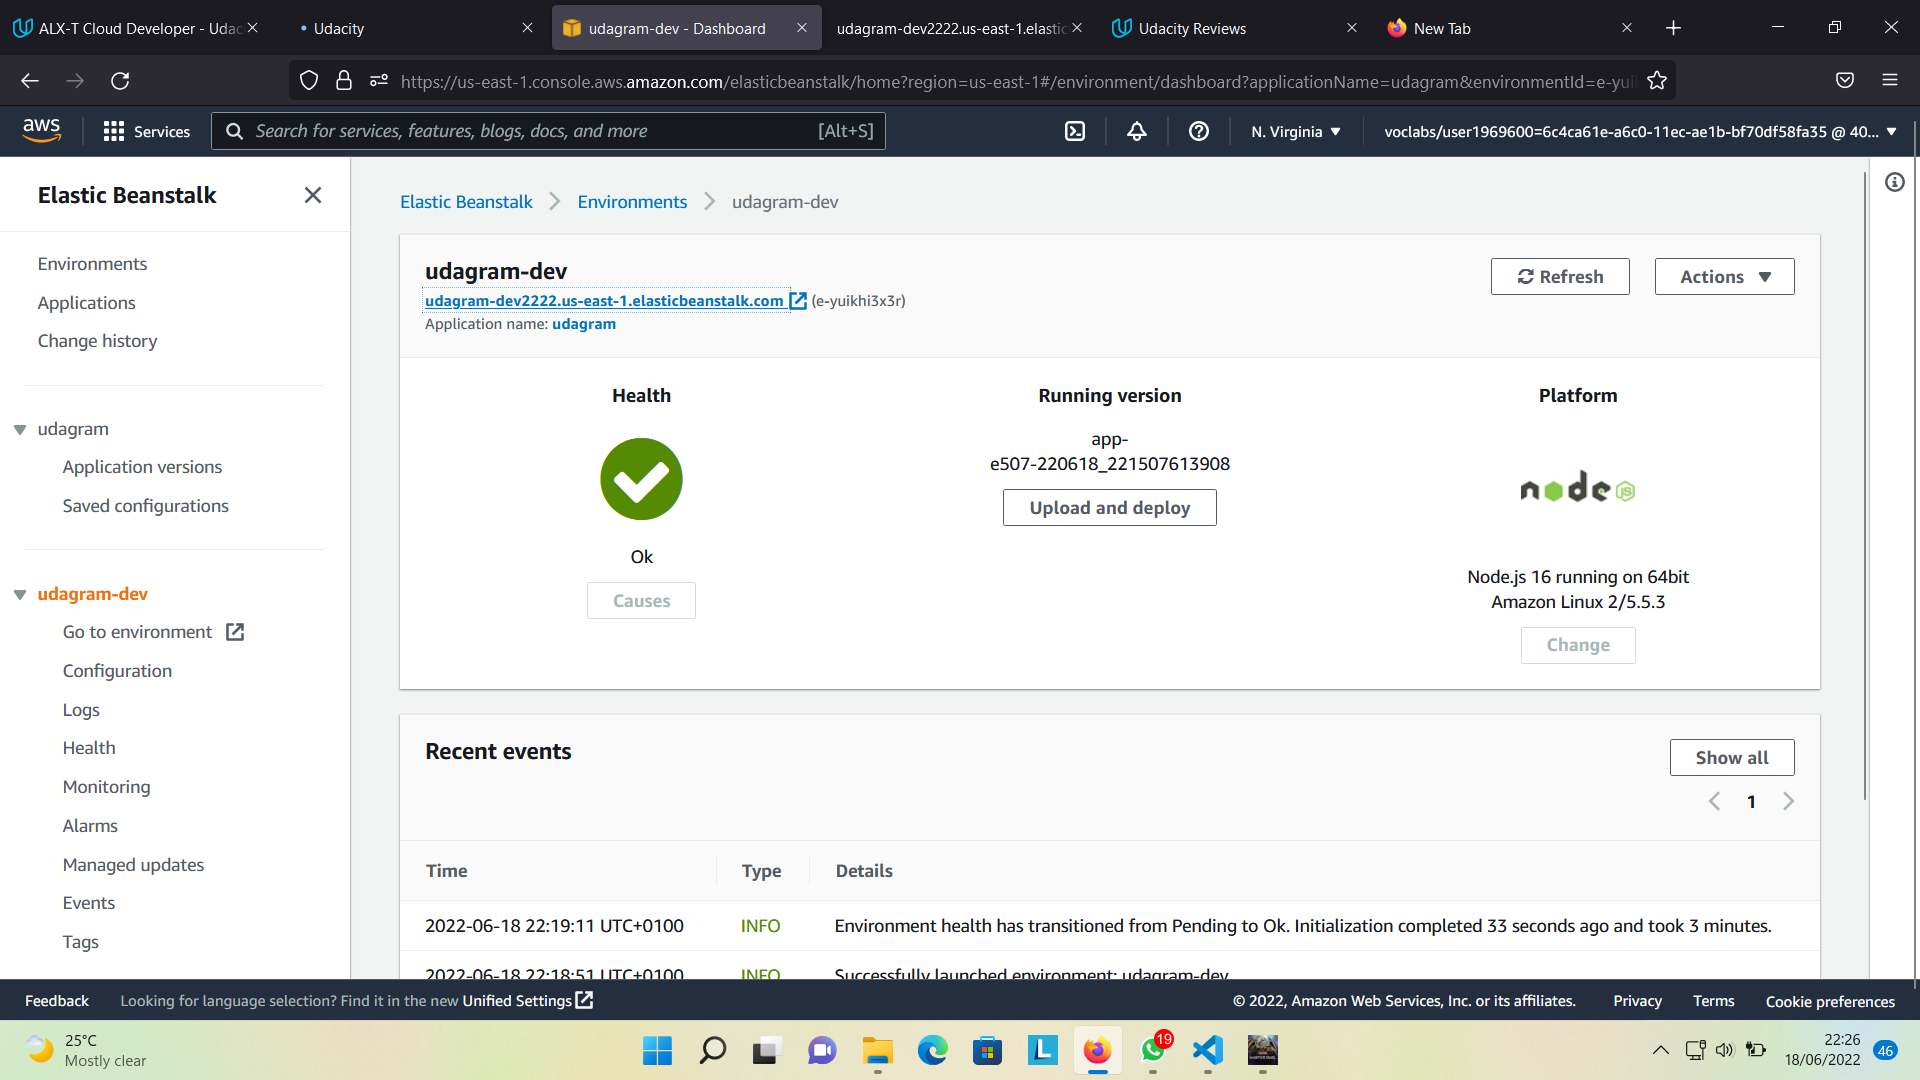 ALX-T Cloud Developer - Udac
Udacity
udagram-dev - Dashboard
udagram-dev2222.us-east-1.elastic
Udacity Reviews
New Tab
https://us-east-1.console.aws.amazon.com/elasticbeanstalk/home?region=us-east-1#/environment/dashboard?applicationName=udagram&environmentId=e-yuik
aws
Services
Search for services, features, blogs, docs, and more
[Alt+S]
N. Virginia
voclabs/user1969600=6c4ca61e-a6c0-11ec-ae1b-bf70df58fa35 @ 40...
Elastic Beanstalk
Environments
Applications
Change history
udagram
Application versions
Saved configurations
udagram-dev
Go to environment
Configuration
Logs
Health
Monitoring
Alarms
Managed updates
Events
Tags
Elastic Beanstalk
Environments
udagram-dev
udagram-dev
udagram-dev2222.us-east-1.elasticbeanstalk.com (e-yuikhi3x3r)
Application name: udagram
Refresh
Actions
Health
Ok
Causes
Running version
app-
e507-220618_221507613908
Upload and deploy
Platform
node JS
Node.js 16 running on 64bit
Amazon Linux 2/5.5.3
Change
Recent events
Show all
1
Time
Type
Details
2022-06-18 22:19:11 UTC+0100
INFO
Environment health has transitioned from Pending to Ok. Initialization completed 33 seconds ago and took 3 minutes.
2022-06-18 22:18:51 UTC+0100
INFO
Successfully launched environment: udagram-dev
Feedback
Looking for language selection? Find it in the new Unified Settings
© 2022, Amazon Web Services, Inc. or its affiliates.
Privacy
Terms
Cookie preferences
25°C
Mostly clear
L
19
22:26
18/06/2022
46